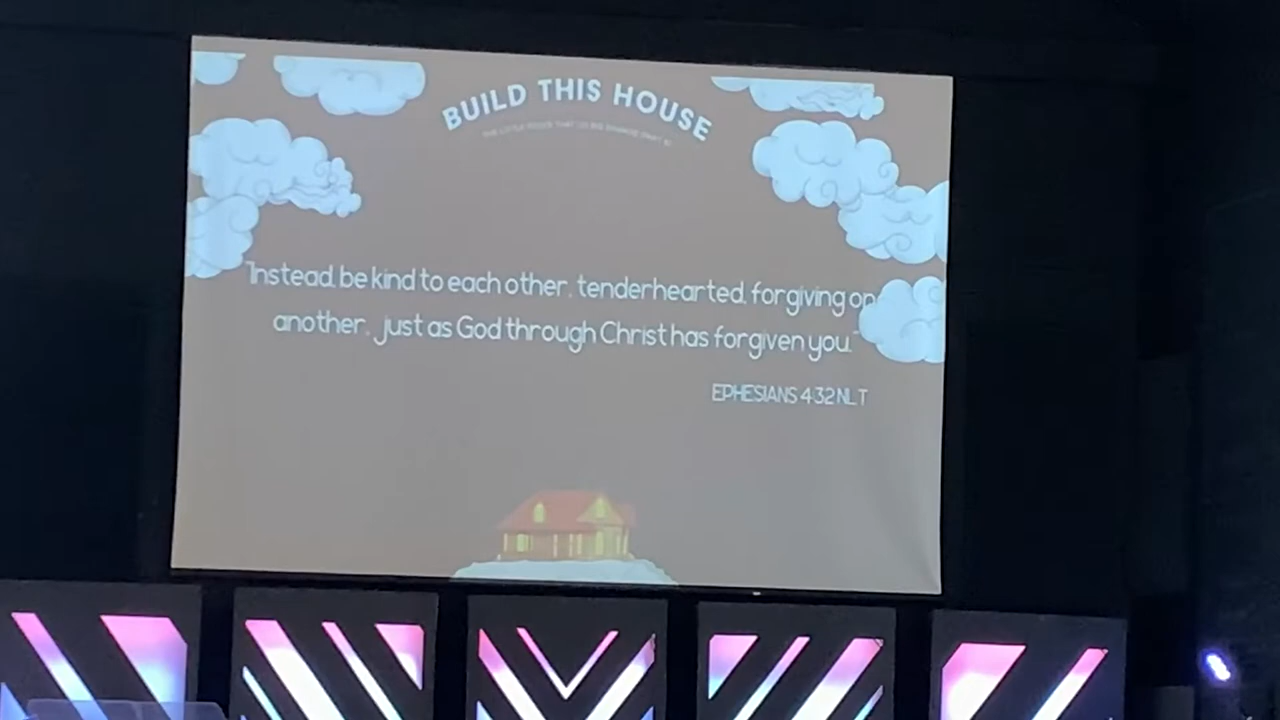 BUILD THIS HOUSE
"Instead, be kind to each other, tenderhearted, forgiving on
another, just as God through Christ has forgiven you."
EPHESIANS 4:32 NLT